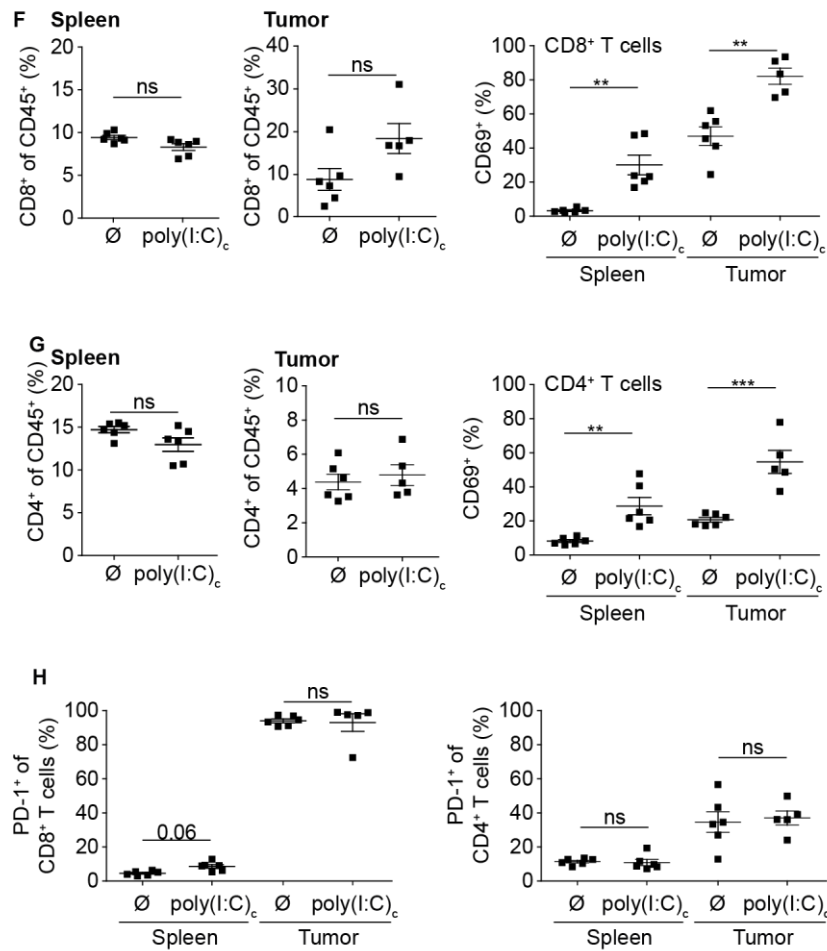 F Spleen Tumor
CD8⁺ of CD45⁺ (%)
20
15
10
5
0
ns
Ø poly(I:C)c
CD8⁺ of CD45⁺ (%)
40
30
20
10
0
ns
Ø poly(I:C)c
CD69⁺ (%)
100
80
60
40
20
0
CD8⁺ T cells
**
**
Ø poly(I:C)c Ø poly(I:C)c
Spleen Tumor
G Spleen Tumor
CD4⁺ of CD45⁺ (%)
20
15
10
5
0
ns
Ø poly(I:C)c
CD4⁺ of CD45⁺ (%)
8
6
4
2
0
ns
Ø poly(I:C)c
CD69⁺ (%)
100
80
60
40
20
0
CD4⁺ T cells
**
***
Ø poly(I:C)c Ø poly(I:C)c
Spleen Tumor
H
PD-1⁺ of
CD8⁺ T cells (%)
100
80
60
40
20
0
0.06
ns
Ø poly(I:C)c Ø poly(I:C)c
Spleen Tumor
PD-1⁺ of
CD4⁺ T cells (%)
100
80
60
40
20
0
ns
ns
Ø poly(I:C)c Ø poly(I:C)c
Spleen Tumor